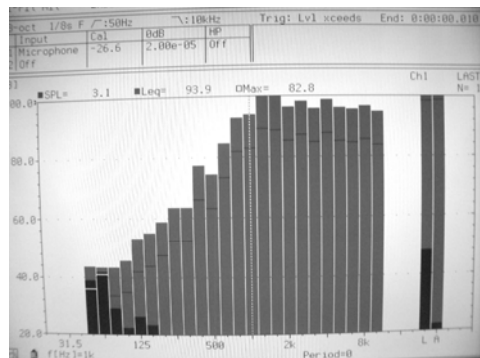 -oct 1/8s F :50Hz :10kHz Trig: Lvl xceeds End: 0:00:00.010
Input Cal 0dB HP
Microphone -26.6 2.00e-05 Off
Off
Ch1 LAST
SPL= 3.1 Leq= 93.9 Max= 82.8 N= 1
80.0
60.0
40.0
20.0
31.5 125 500 2k 8k L A
f[Hz]=1k Period=0